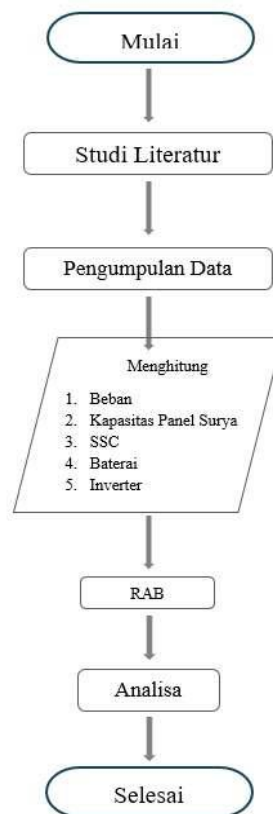 Mulai
Studi Literatur
Pengumpulan Data
Menghitung
1. Beban
2. Kapasitas Panel Surya
3. SSC
4. Baterai
5. Inverter
RAB
Analisa
Selesai